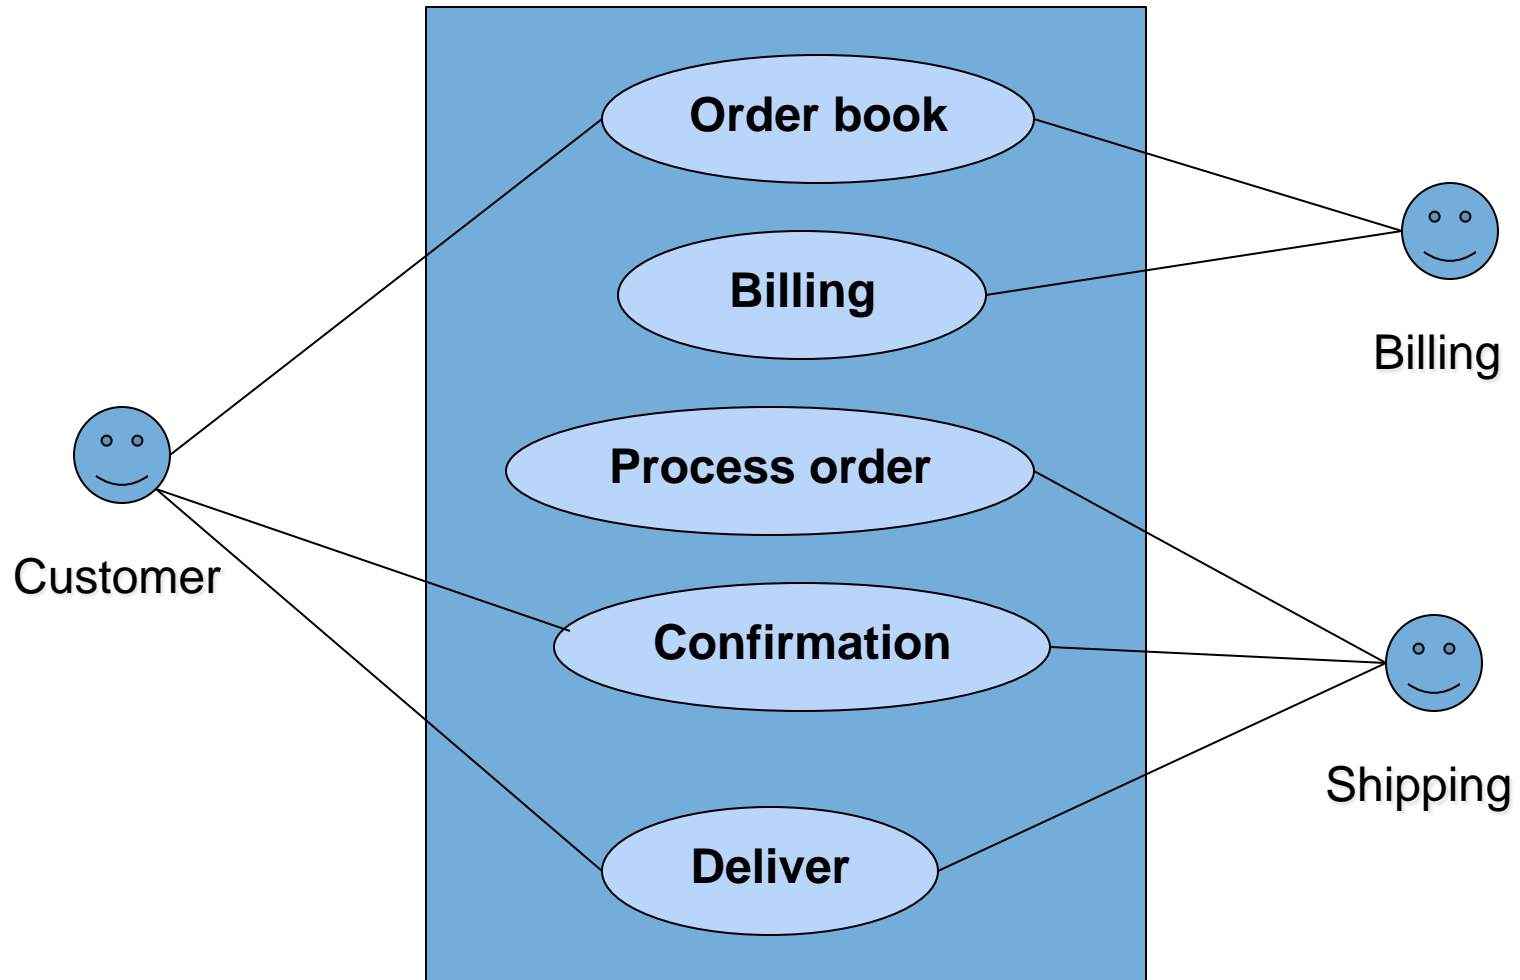 Order book
Billing
Billing
Process order
Customer
Confirmation
Shipping
Deliver